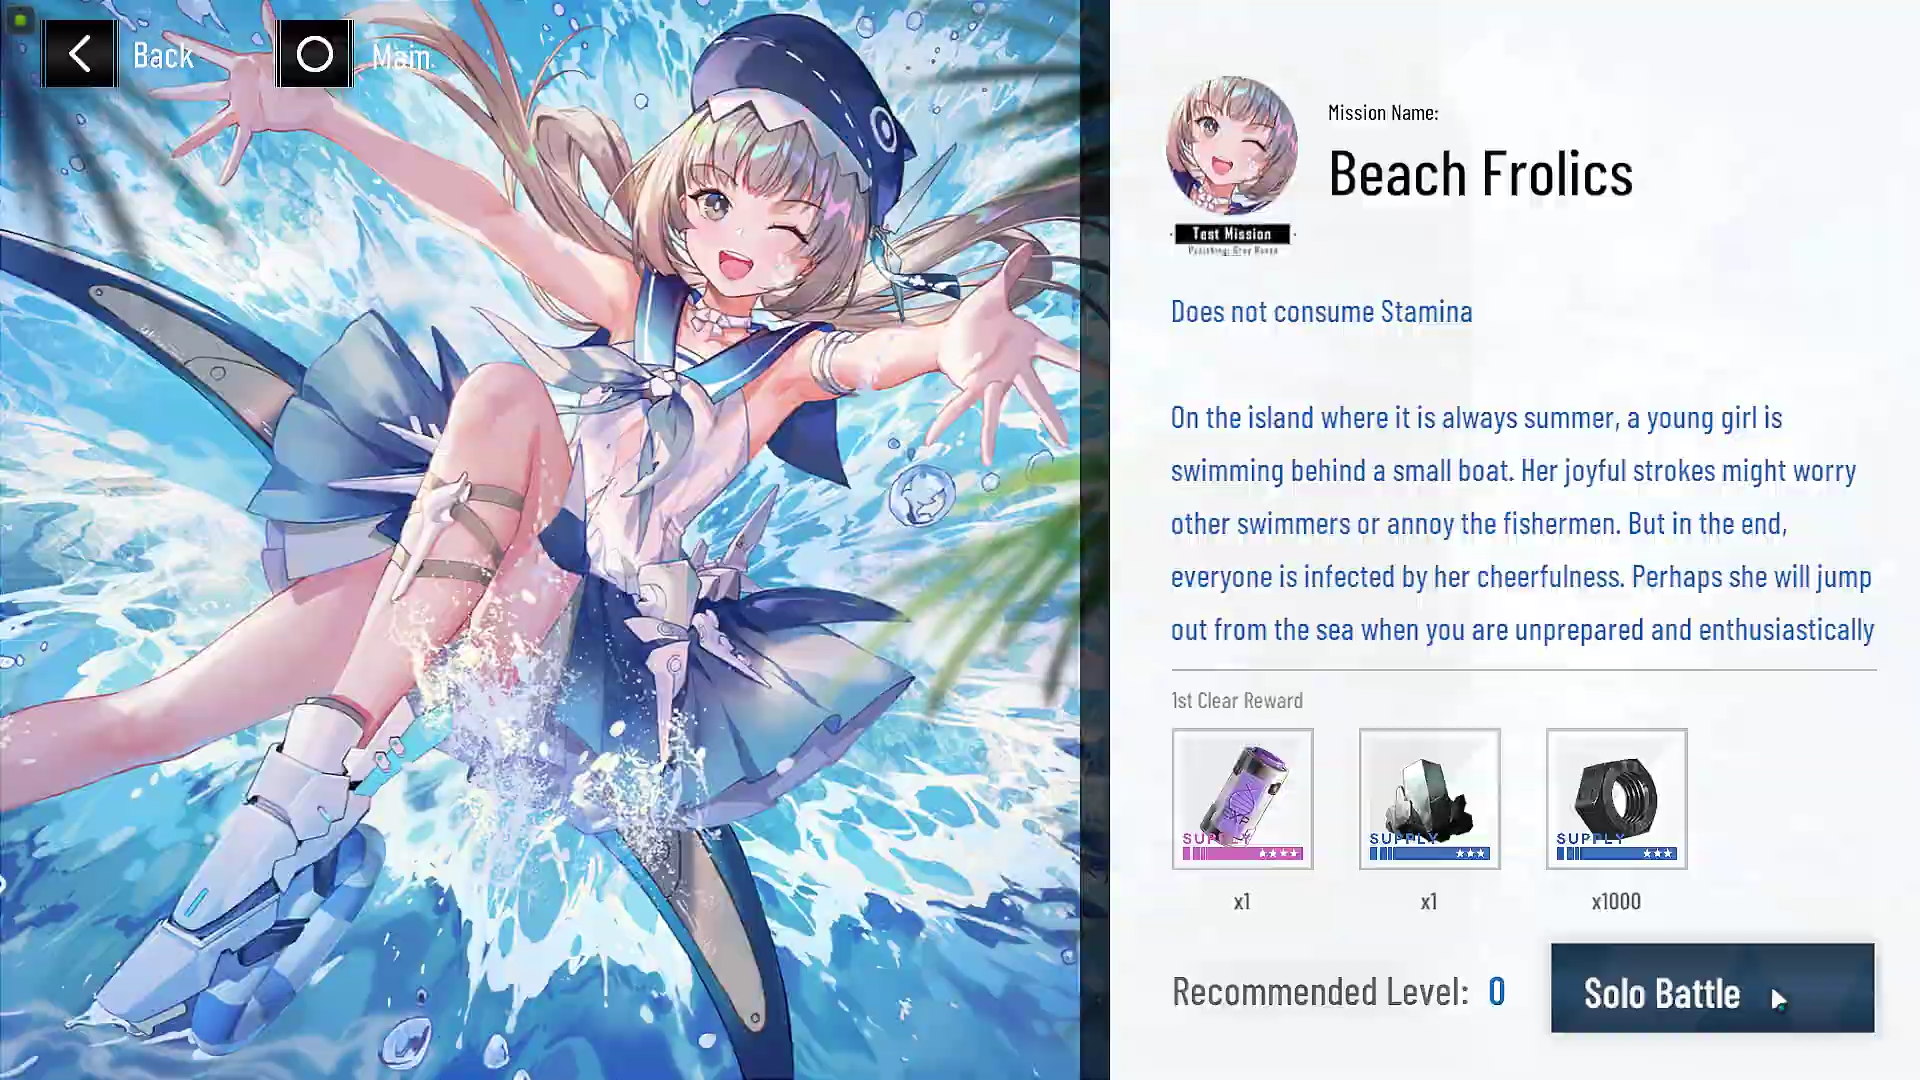 Back
Main
Mission Name:
Beach Frolics
Test Mission
Punishing: Gray Raven
Does not consume Stamina
On the island where it is always summer, a young girl is
swimming behind a small boat. Her joyful strokes might worry
other swimmers or annoy the fishermen. But in the end,
everyone is infected by her cheerfulness. Perhaps she will jump
out from the sea when you are unprepared and enthusiastically
1st Clear Reward
XP
SUPPLY
SUPPLY
SUPPLY
x1
x1
x1000
Recommended Level: 0
Solo Battle